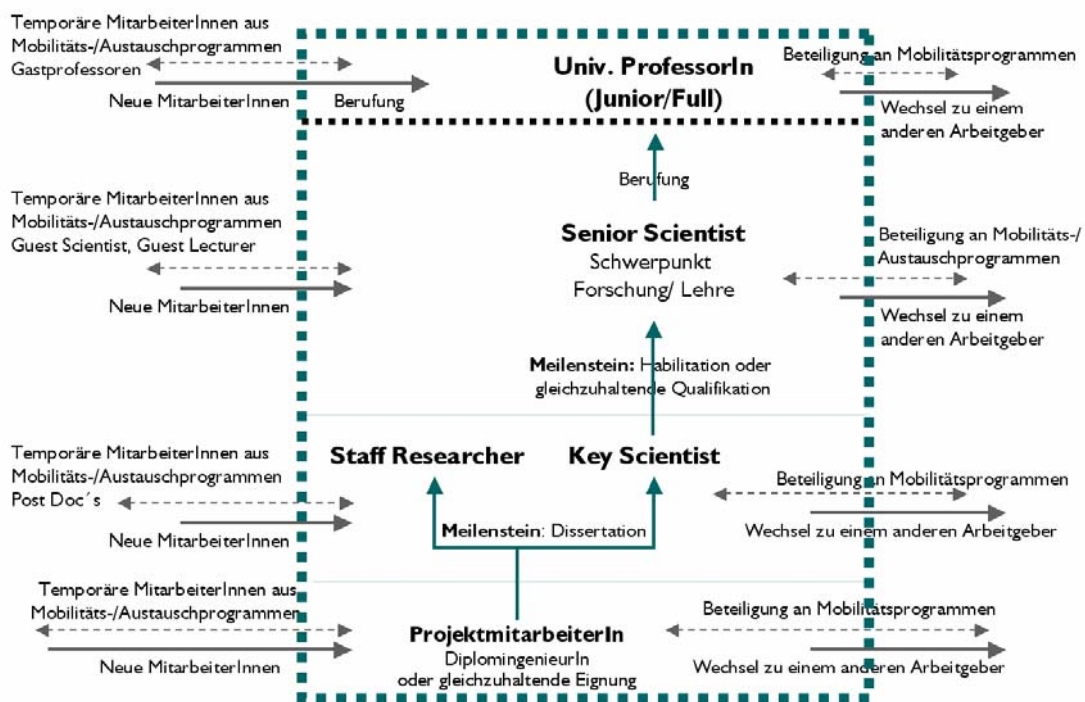 Temporäre MitarbeiterInnen aus
Mobilitäts-/Austauschprogrammen
Gastprofessoren
Neue MitarbeiterInnen
Berufung
Univ. ProfessorIn
(Junior/Full)
Beteiligung an Mobilitätsprogrammen
Wechsel zu einem
anderen Arbeitgeber
Berufung
Temporäre MitarbeiterInnen aus
Mobilitäts-/Austauschprogrammen
Guest Scientist, Guest Lecturer
Neue MitarbeiterInnen
Senior Scientist
Schwerpunkt
Forschung/ Lehre
Beteiligung an Mobilitäts-/
Austauschprogrammen
Wechsel zu einem
anderen Arbeitgeber
Meilenstein: Habilitation oder
gleichzuhaltende Qualifikation
Temporäre MitarbeiterInnen aus
Mobilitäts-/Austauschprogrammen
Post Doc´s
Neue MitarbeiterInnen
Staff Researcher
Key Scientist
Beteiligung an Mobilitätsprogrammen
Wechsel zu einem anderen Arbeitgeber
Meilenstein: Dissertation
Temporäre MitarbeiterInnen aus
Mobilitäts-/Austauschprogrammen
Neue MitarbeiterInnen
ProjektmitarbeiterIn
DiplomingenieurIn
oder gleichzuhaltende Eignung
Beteiligung an Mobilitätsprogrammen
Wechsel zu einem anderen Arbeitgeber